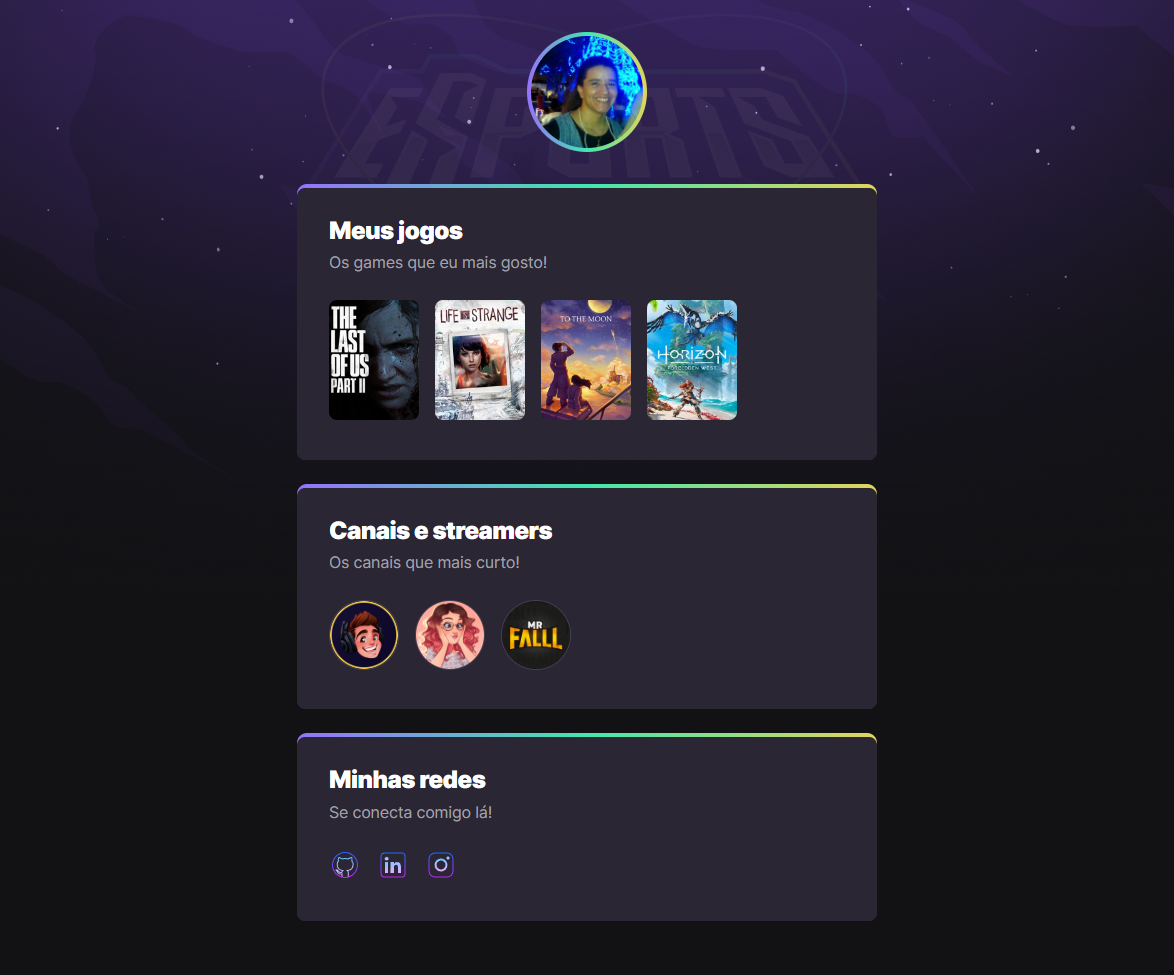 ESPORTS
Meus jogos
Os games que eu mais gosto!
THE
LAST
OF US
PART II
LIFE IS STRANGE
TO THE MOON
HORIZON
FORBIDDEN WEST
Canais e streamers
Os canais que mais curto!
MR
FALLL
Minhas redes
Se conecta comigo lá!
in